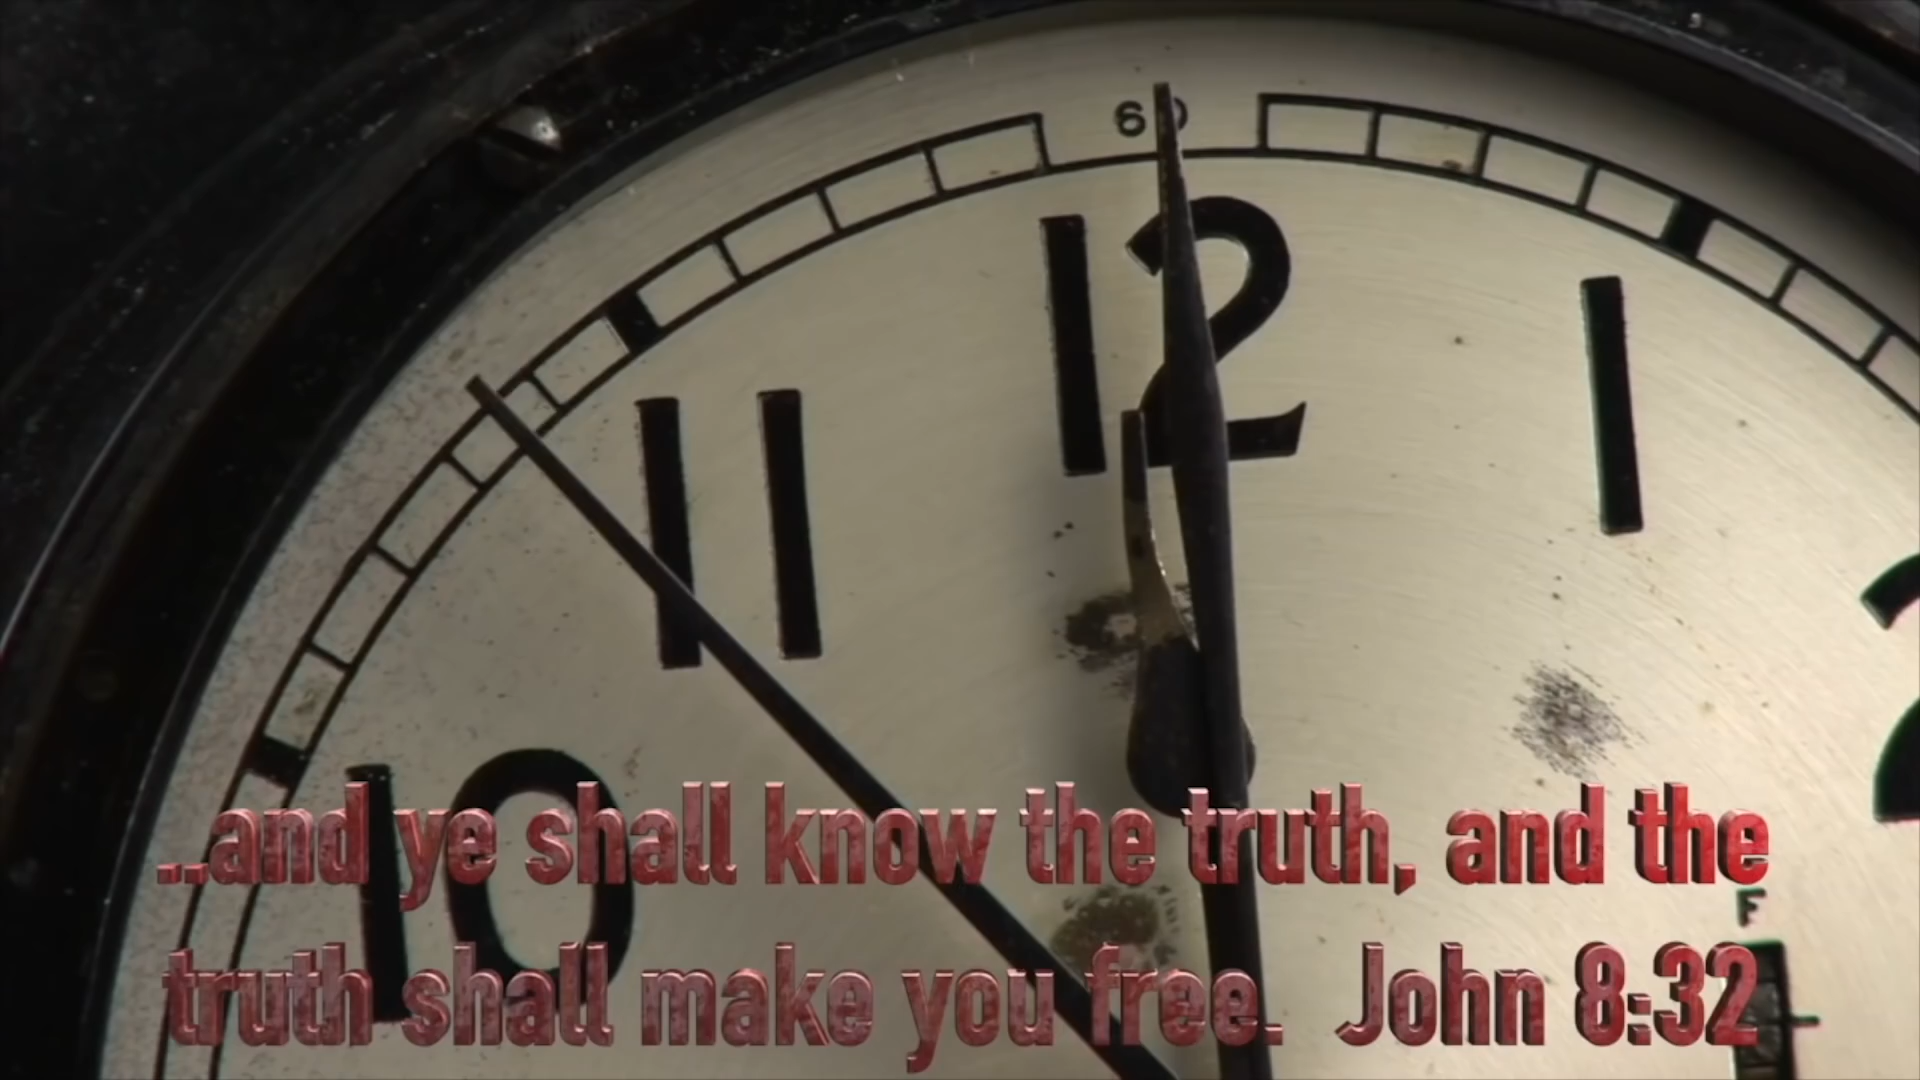 60
12
11
1
2
10
...and ye shall know the truth, and the
F
truth shall make you free. John 8:32